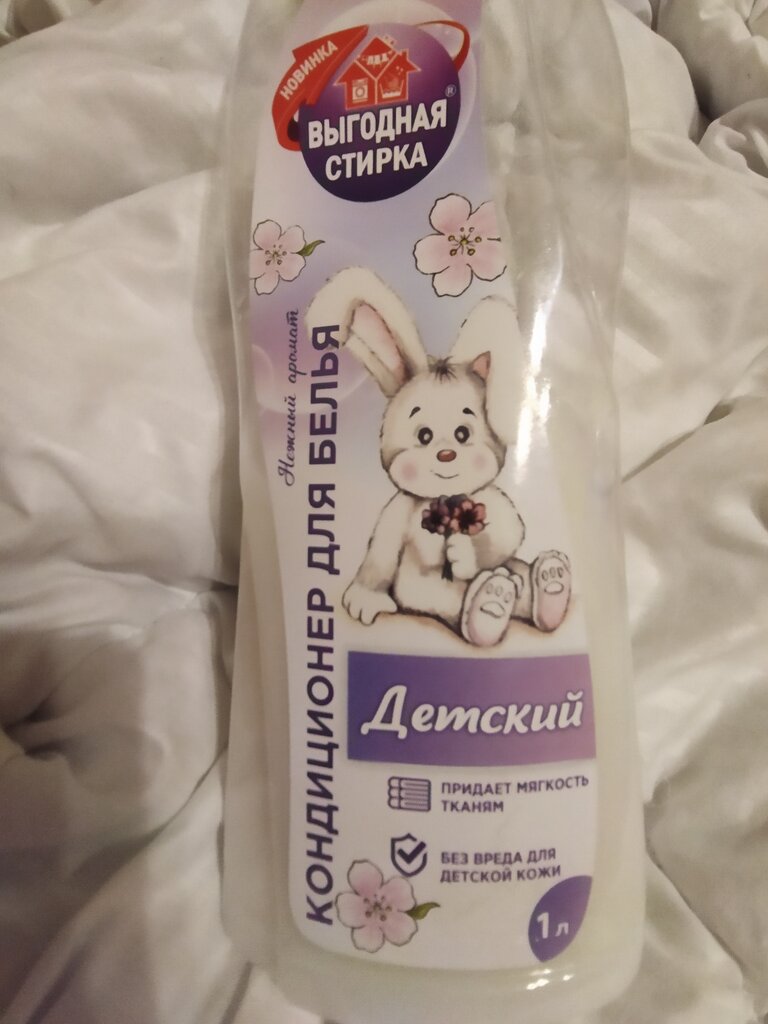 НОВИНКА
ВЫГОДНАЯ
СТИРКА
®
Нежный аромат
КОНДИЦИОНЕР ДЛЯ БЕЛЬЯ
Детский
ПРИДАЕТ МЯГКОСТЬ
ТКАНЯМ
БЕЗ ВРЕДА ДЛЯ
ДЕТСКОЙ КОЖИ
1 л